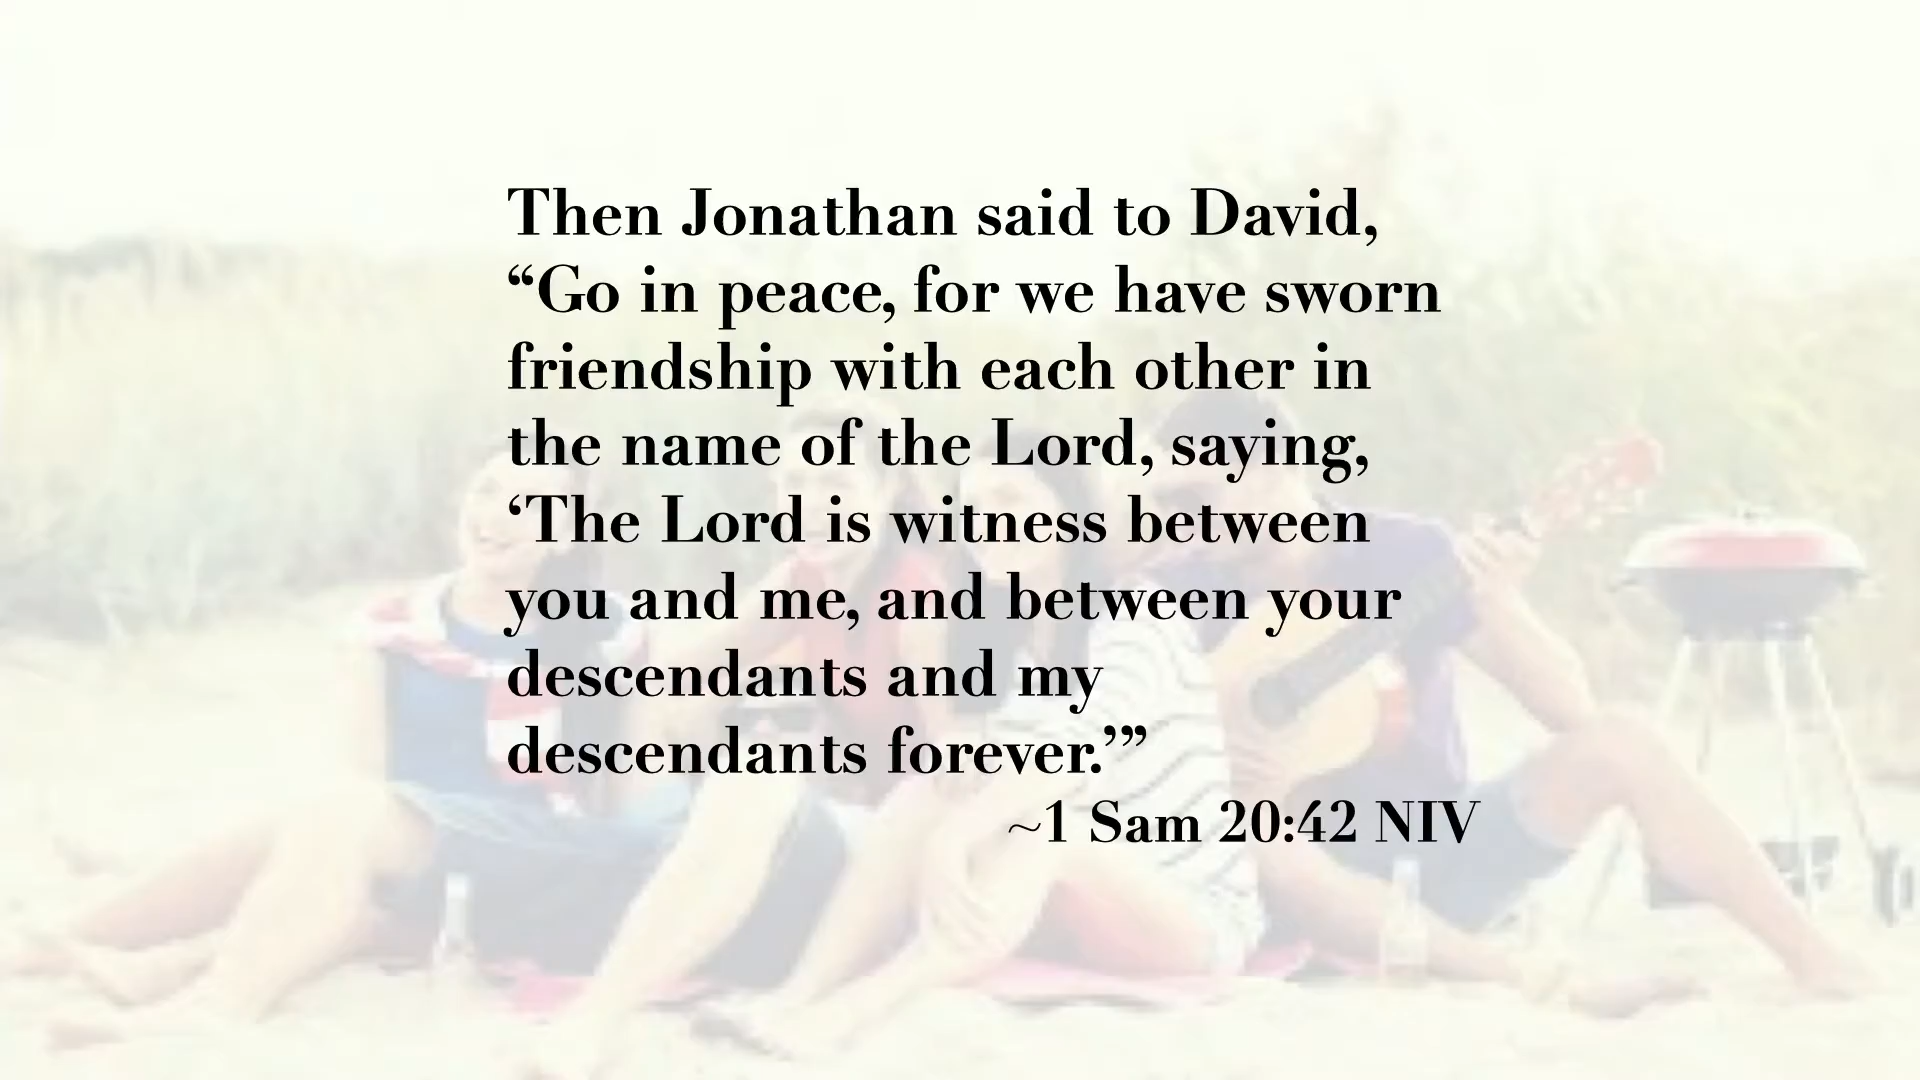 Then Jonathan said to David,
“Go in peace, for we have sworn
friendship with each other in
the name of the Lord, saying,
‘The Lord is witness between
you and me, and between your
descendants and my
descendants forever.’”
~1 Sam 20:42 NIV